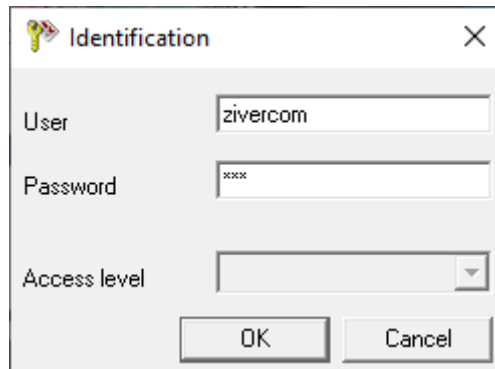 Identification
User
zivercom
Password
***
Access level
OK
Cancel